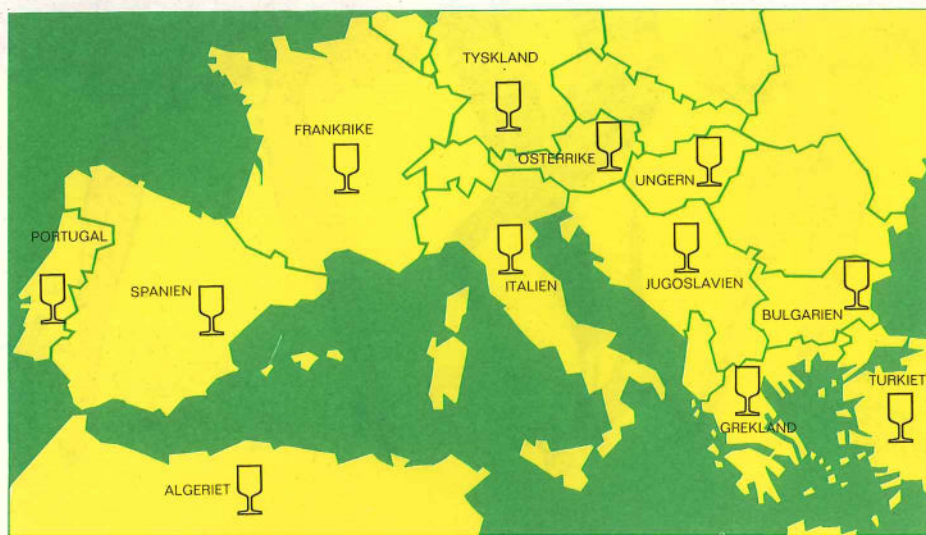 TYSKLAND
FRANKRIKE
ÖSTERRIKE
UNGERN
PORTUGAL
SPANIEN
ITALIEN
JUGOSLAVIEN
BULGARIEN
TURKIET
GREKLAND
ALGERIET